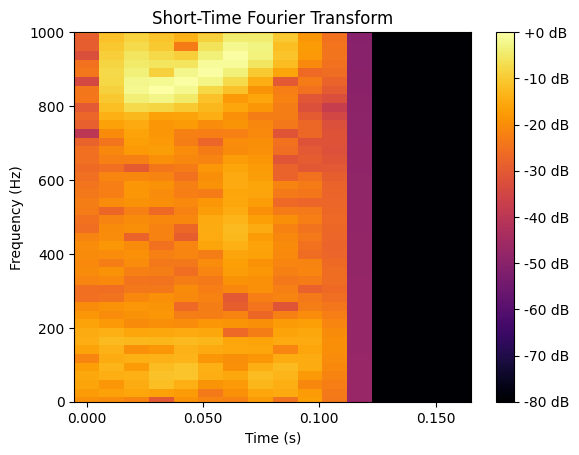 Short-Time Fourier Transform
1000
800
600
400
200
0
Frequency (Hz)
0.000
0.050
0.100
0.150
Time (s)
+0 dB
-10 dB
-20 dB
-30 dB
-40 dB
-50 dB
-60 dB
-70 dB
-80 dB